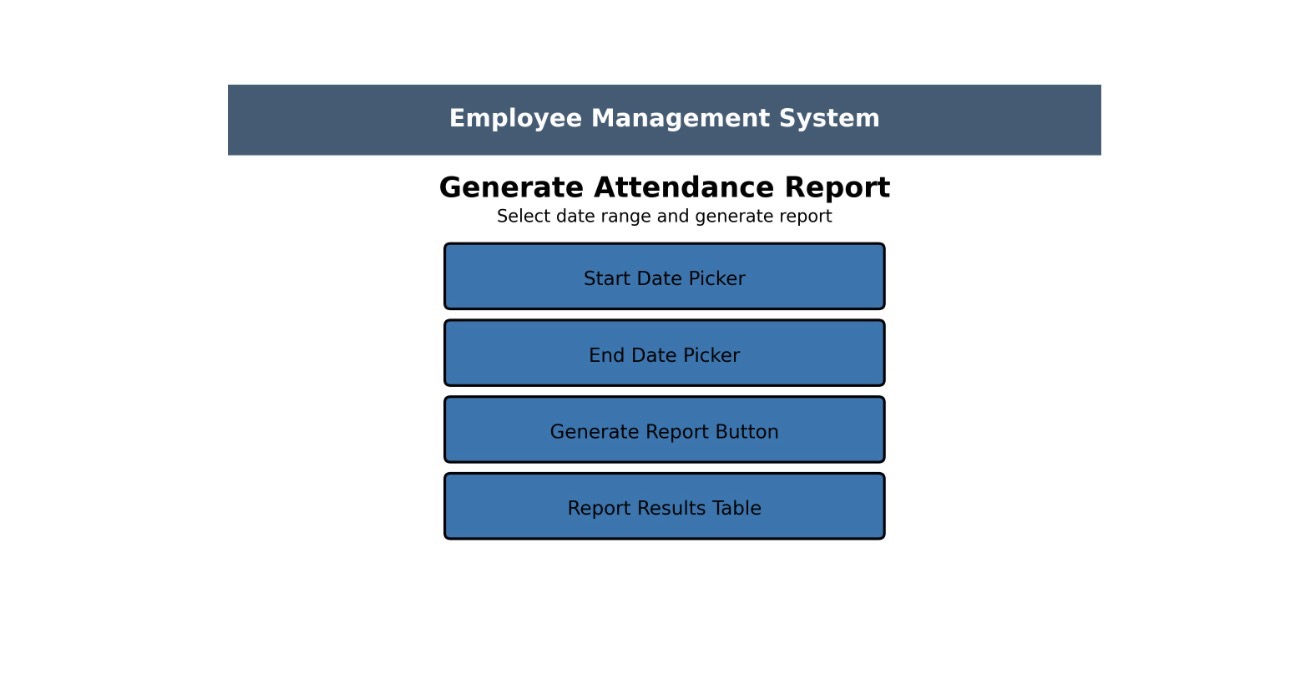 Employee Management System
Generate Attendance Report
Select date range and generate report
Start Date Picker
End Date Picker
Generate Report Button
Report Results Table